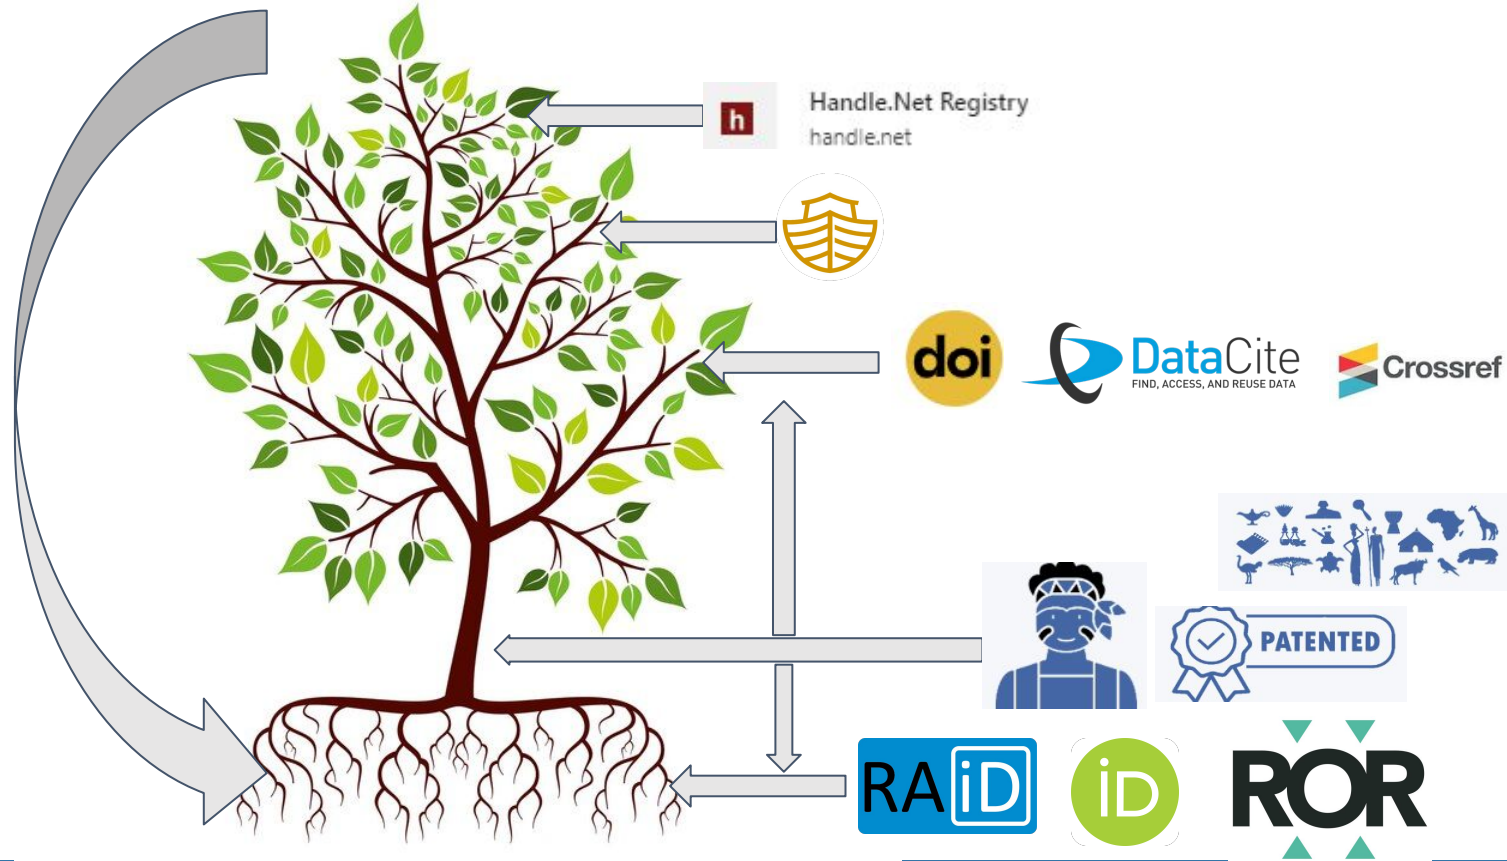 h
Handle.Net Registry
handle.net
doi
DataCite
FIND, ACCESS, AND REUSE DATA
Crossref
PATENTED
RAiD
iD
ROR